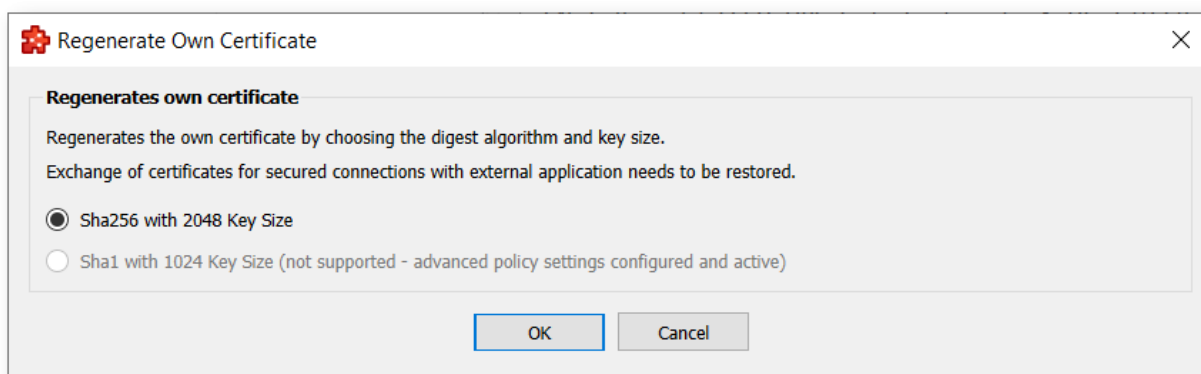 Regenerate Own Certificate
Regenerates own certificate
Regenerates the own certificate by choosing the digest algorithm and key size.
Exchange of certificates for secured connections with external application needs to be restored.
Sha256 with 2048 Key Size
Sha1 with 1024 Key Size (not supported - advanced policy settings configured and active)
OK
Cancel